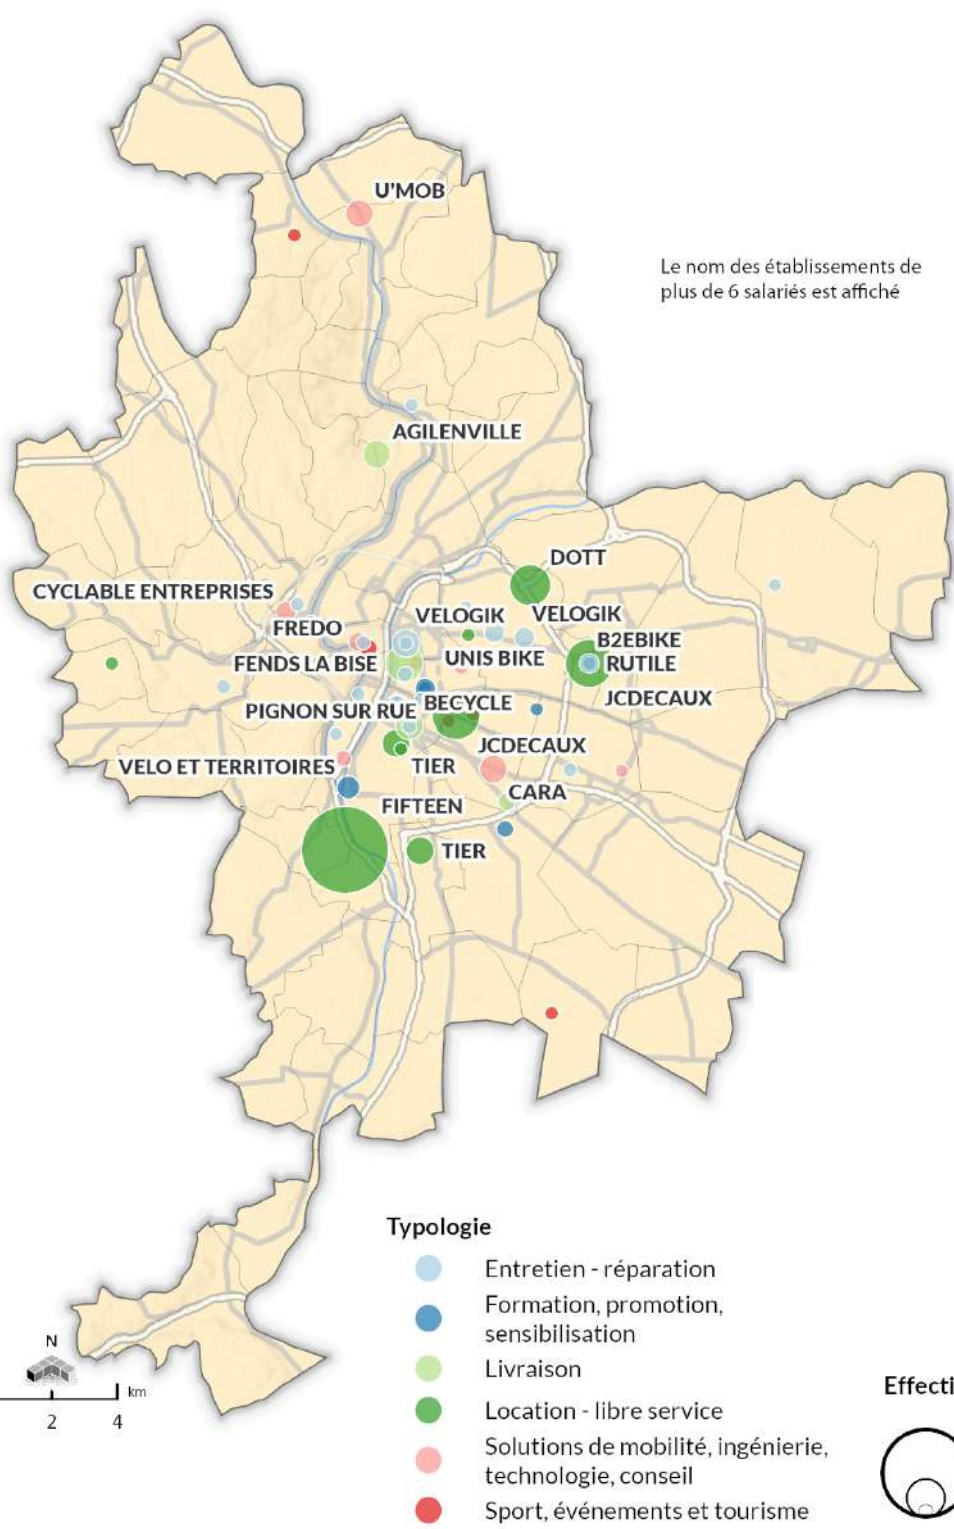 U'MOB
Le nom des établissements de
plus de 6 salariés est affiché
AGILENVILLE
DOTT
CYCLABLE ENTREPRISES
VELOGIK
VELOGIK
FREDO
B2EBIKE
FENDS LA BISE
UNIS BIKE
RUTILE
JCDECAUX
PIGNON SUR RUE
BECYCLE
JCDECAUX
VELO ET TERRITOIRES
TIER
CARA
FIFTEEN
TIER
Typologie
Entretien - réparation
Formation, promotion,
sensibilisation
Livraison
Location - libre service
Solutions de mobilité, ingénierie,
technologie, conseil
Sport, événements et tourisme
N
km
2 4
Effecti